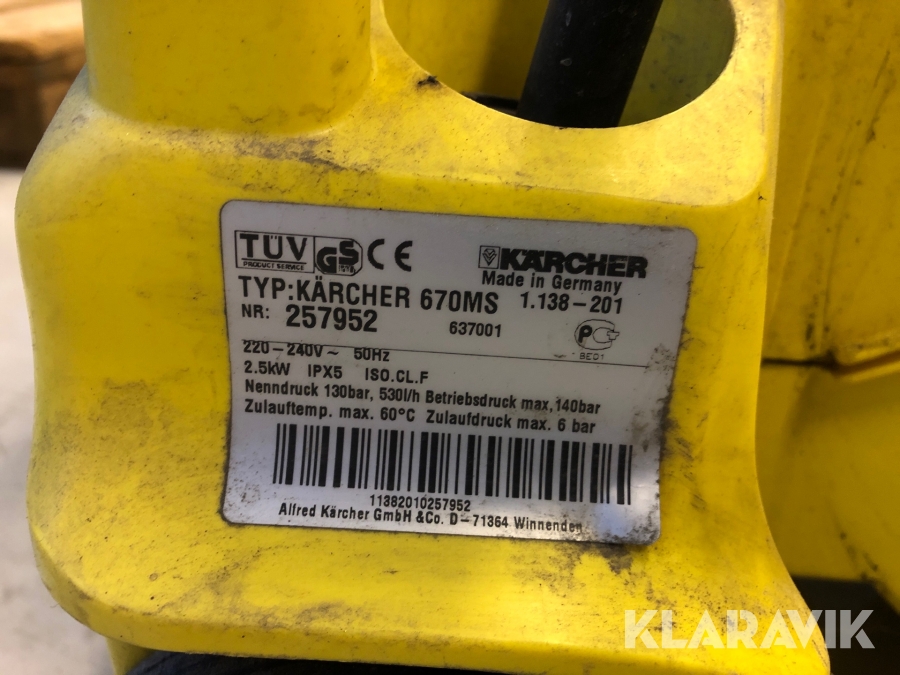 TÜV GS CE KÄRCHER
PRODUCT SERVICE
Made in Germany
TYP:KÄRCHER 670MS 1.138-201
NR: 257952 637001
BE01
220-240V ~ 50Hz
2.5kW IPX5 ISO.CL.F
Nenndruck 130bar, 530l/h Betriebsdruck max,140bar
Zulauftemp. max. 60°C Zulaufdruck max. 6 bar
11382010257952
Alfred Kärcher GmbH &Co. D-71364 Winnenden
KLARAVIK